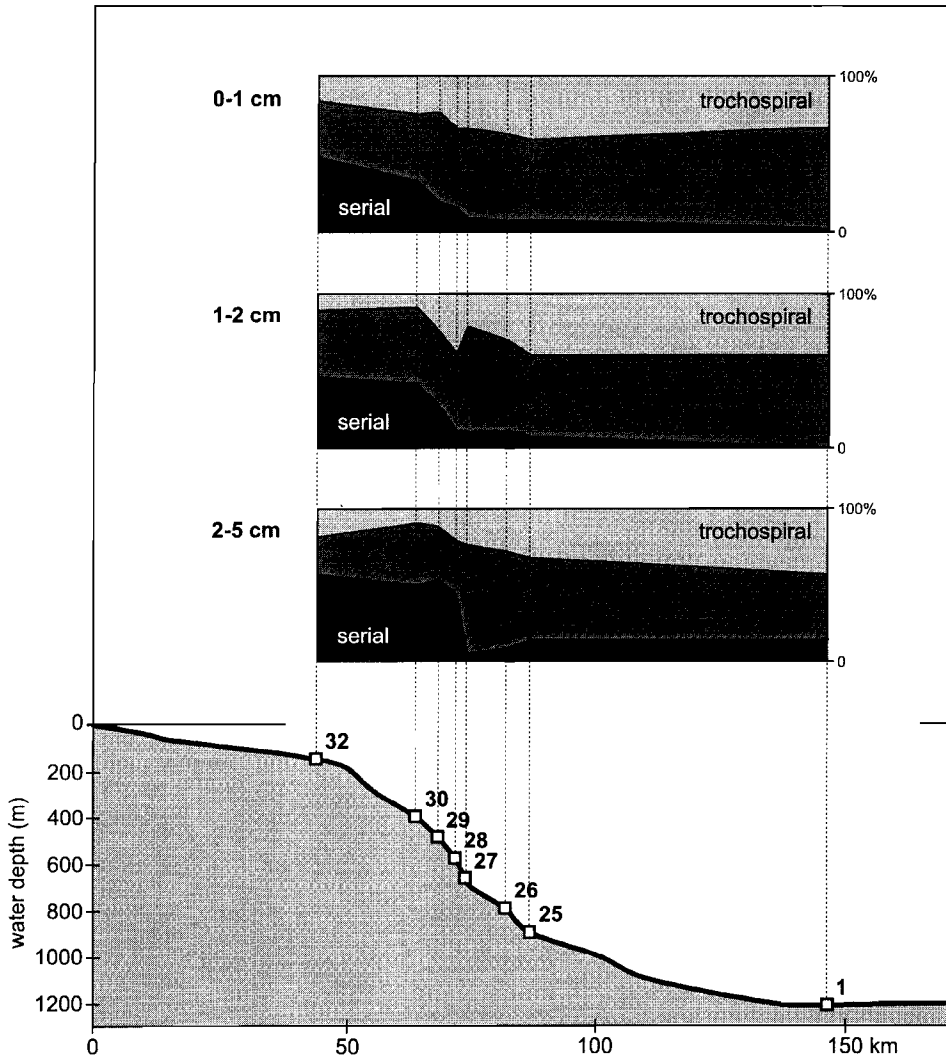 100%
0-1 cm
trochospiral
serial
0
100%
1-2 cm
trochospiral
serial
0
100%
2-5 cm
trochospiral
serial
0
0
32
200
30
400
29
28
600
27
26
800
25
1000
1
1200
water depth (m)
0
50
100
150 km